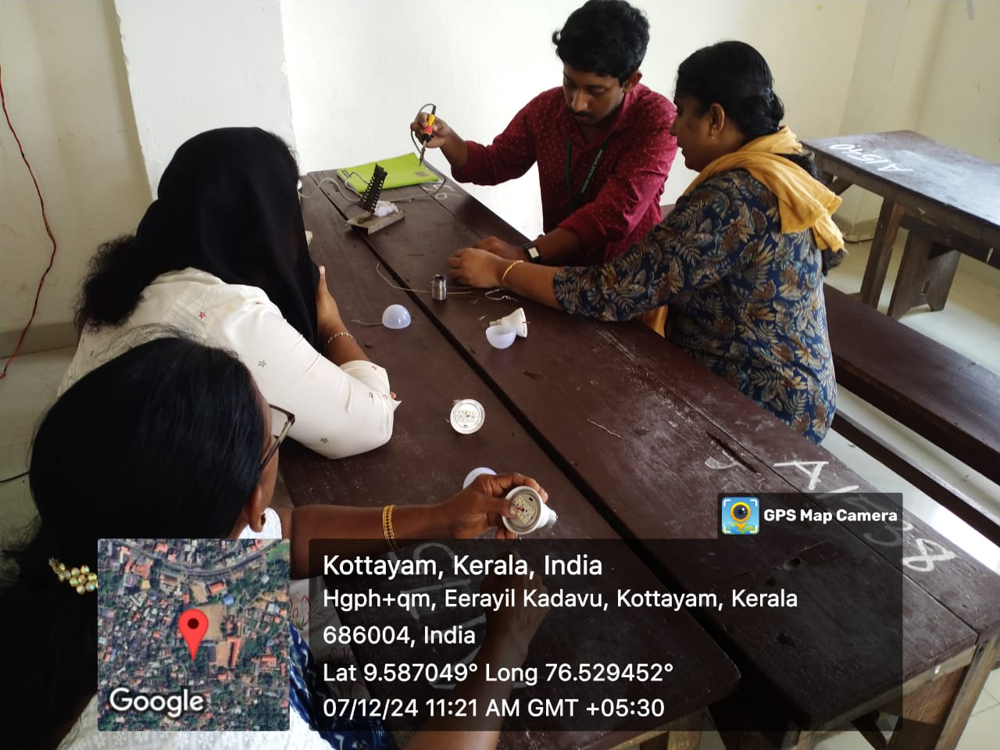 A1540
GPS Map Camera
Kottayam, Kerala, India
Hgph+qm, Eerayil Kadavu, Kottayam, Kerala
686004, India
Lat 9.587049° Long 76.529452°
07/12/24 11:21 AM GMT +05:30
Google